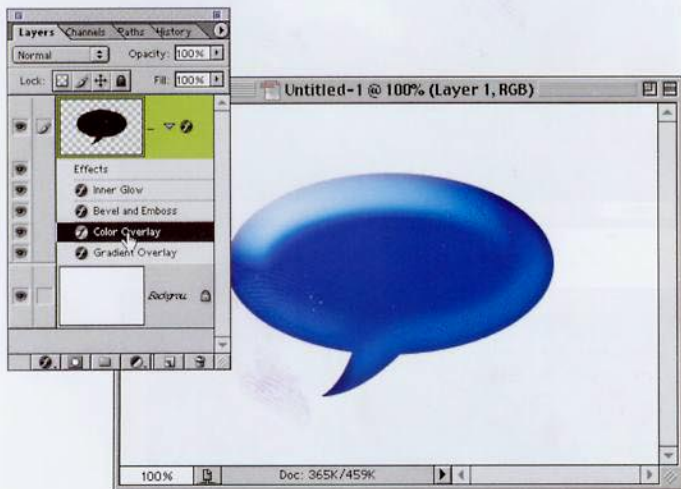 Layers Channels Paths History
Normal Opacity: 100%
Lock: Fill: 100%
Untitled-1 @ 100% (Layer 1, RGB)
Effects
Inner Glow
Bevel and Emboss
Color Overlay
Gradient Overlay
Backgrou
100% Doc: 365K/459K